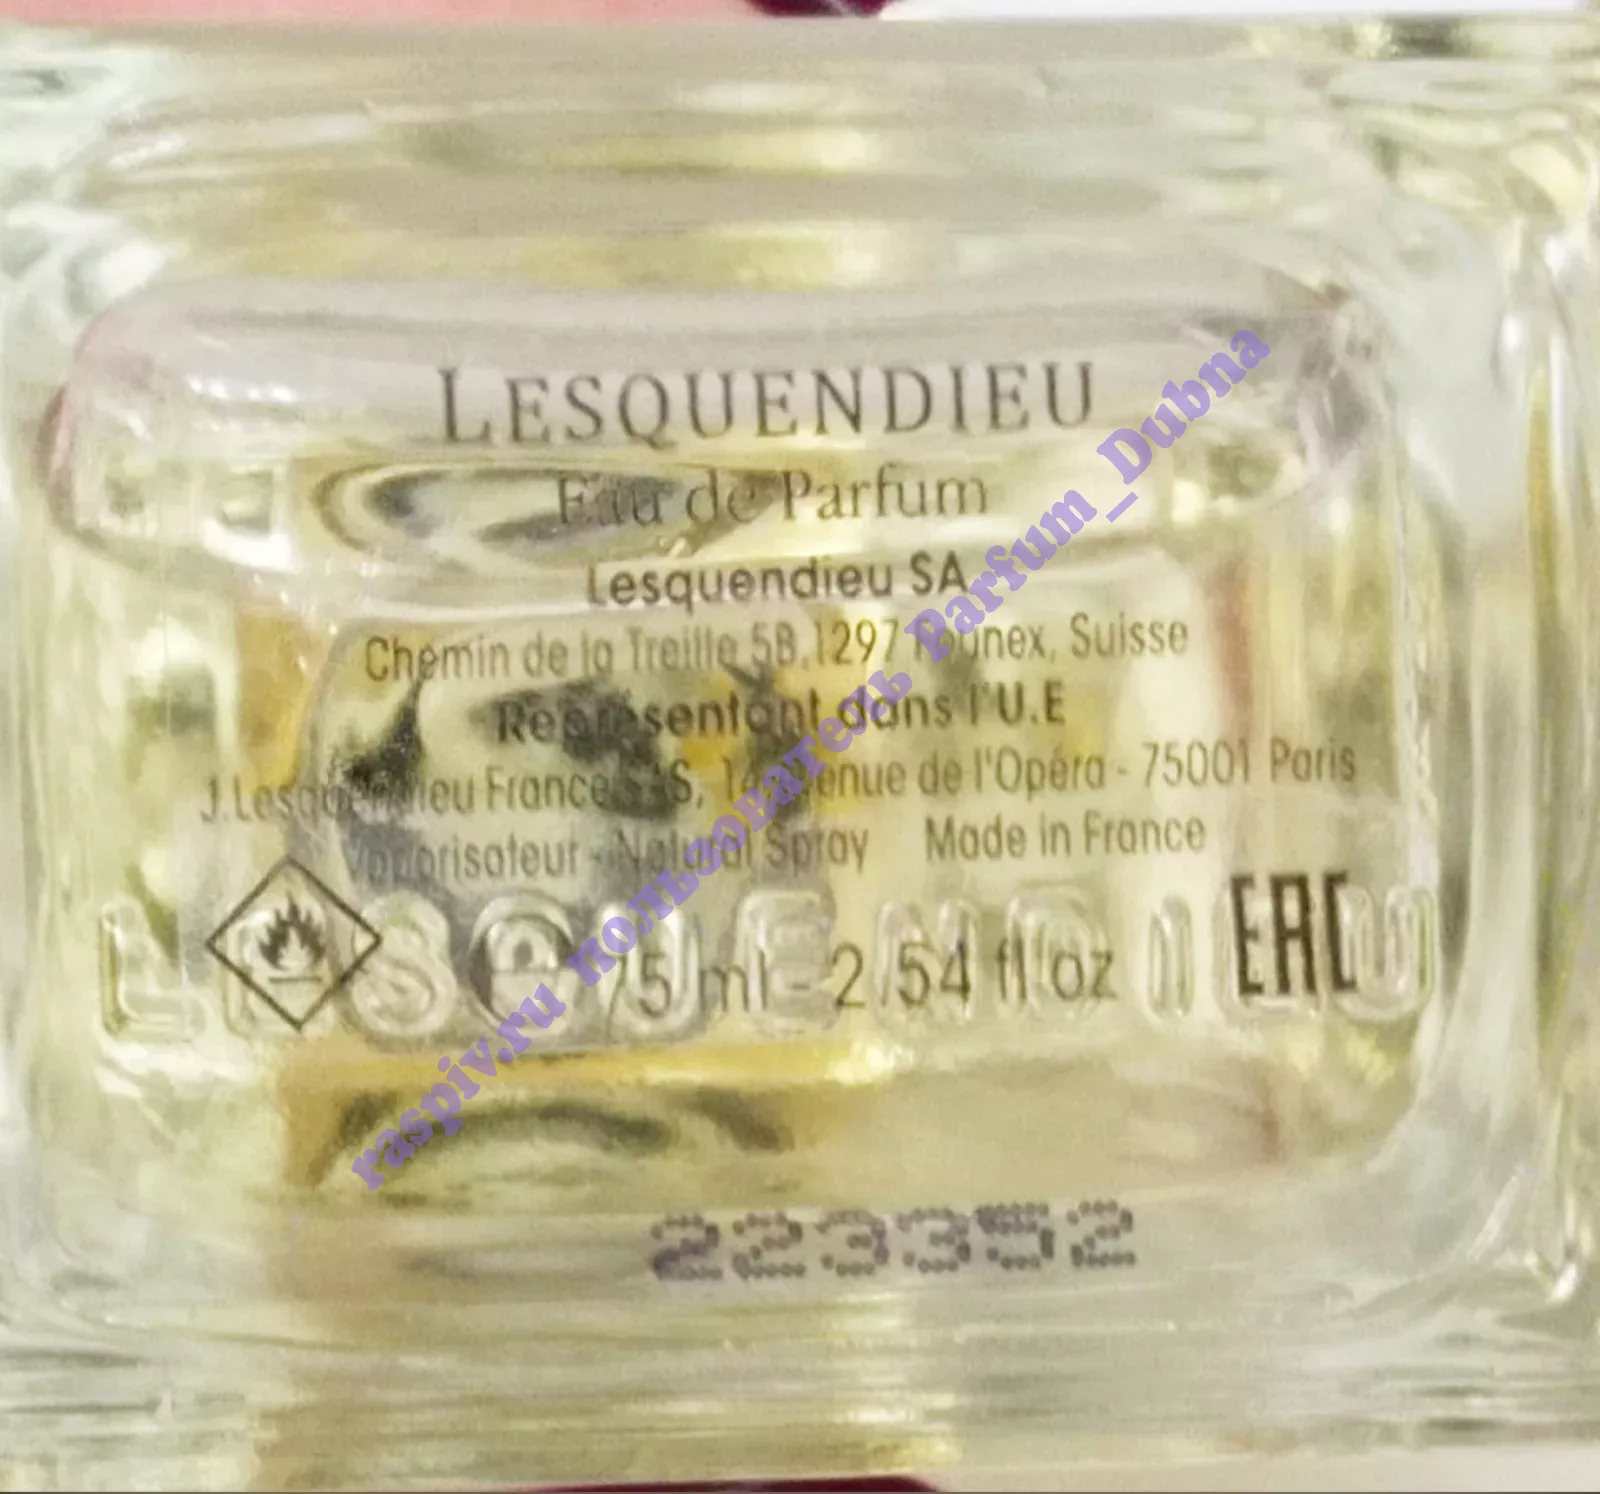 LESQUENDIEU
Eau de Parfum
Lesquendieu SA
Chemin de la Treille 5B, 1297 Founex, Suisse
Représentant dans l'U.E
J.Lesquendieu France SAS, 14 avenue de l'Opéra - 75001 Paris
Vaporisateur - Natural Spray Made in France
LESQUENDIEU
75 ml - 2.54 fl oz
EAC
223352
raspiv.ru пользователь Parfum_Dubna